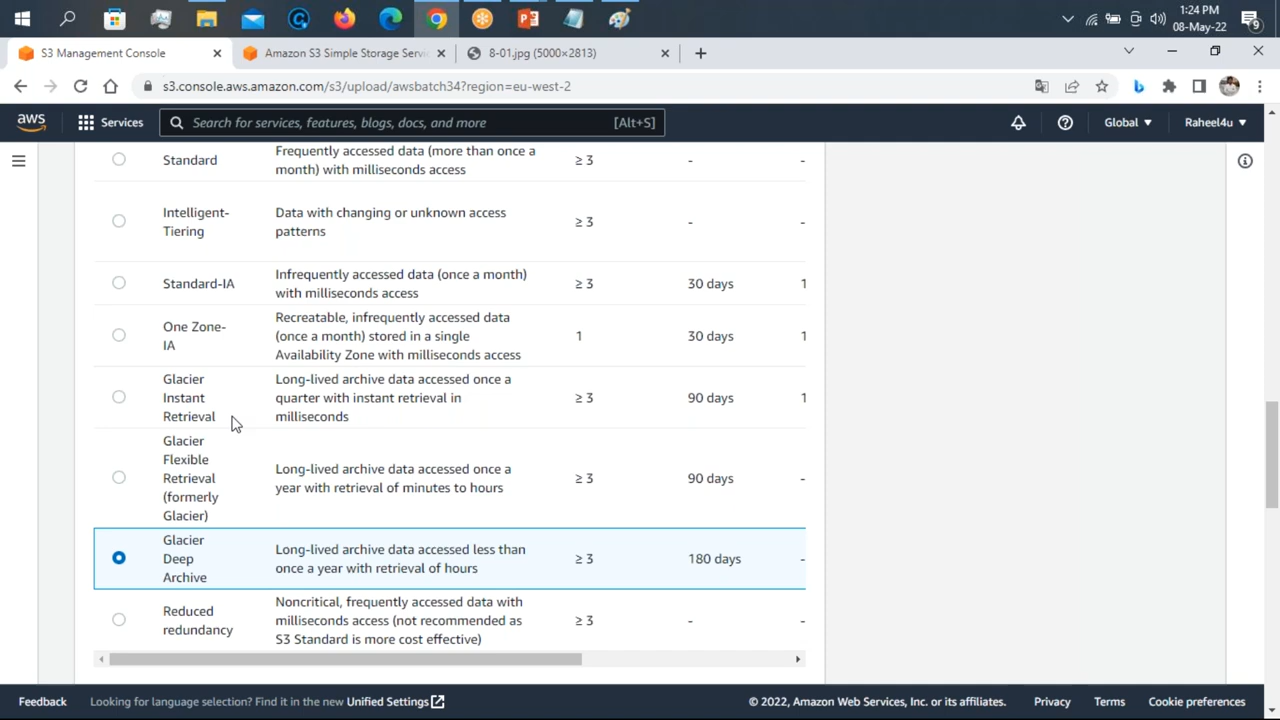 1:24 PM
08-May-22
9
S3 Management Console
Amazon S3 Simple Storage Servi
8-01.jpg (5000×2813)
s3.console.aws.amazon.com/s3/upload/awsbatch34?region=eu-west-2
aws
Services
Search for services, features, blogs, docs, and more
[Alt+S]
Global
Raheel4u
Standard
Frequently accessed data (more than once a
month) with milliseconds access
≥ 3
-
-
Intelligent-
Tiering
Data with changing or unknown access
patterns
≥ 3
-
-
Standard-IA
Infrequently accessed data (once a month)
with milliseconds access
≥ 3
30 days
1
One Zone-
IA
Recreatable, infrequently accessed data
(once a month) stored in a single
Availability Zone with milliseconds access
1
30 days
1
Glacier
Instant
Retrieval
Long-lived archive data accessed once a
quarter with instant retrieval in
milliseconds
≥ 3
90 days
1
Glacier
Flexible
Retrieval
(formerly
Glacier)
Long-lived archive data accessed once a
year with retrieval of minutes to hours
≥ 3
90 days
-
Glacier
Deep
Archive
Long-lived archive data accessed less than
once a year with retrieval of hours
≥ 3
180 days
-
Reduced
redundancy
Noncritical, frequently accessed data with
milliseconds access (not recommended as
S3 Standard is more cost effective)
≥ 3
-
-
Feedback
Looking for language selection? Find it in the new Unified Settings
© 2022, Amazon Web Services, Inc. or its affiliates.
Privacy
Terms
Cookie preferences